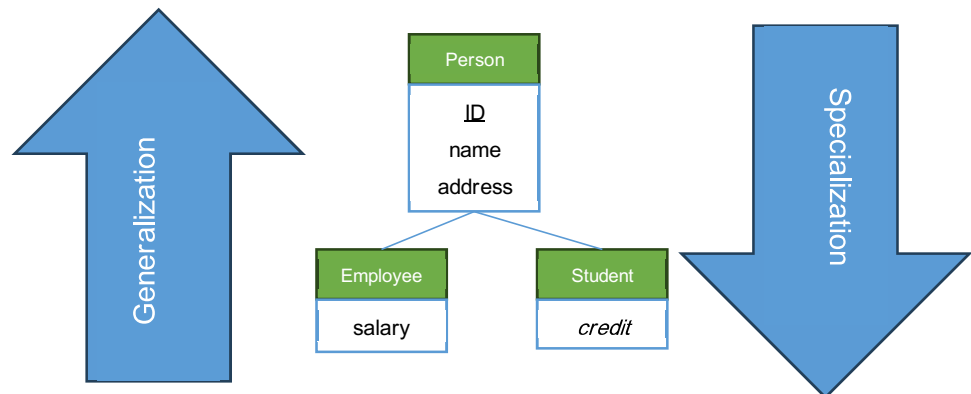 Generalization
Person
ID
name
address
Employee
salary
Student
credit
Specialization